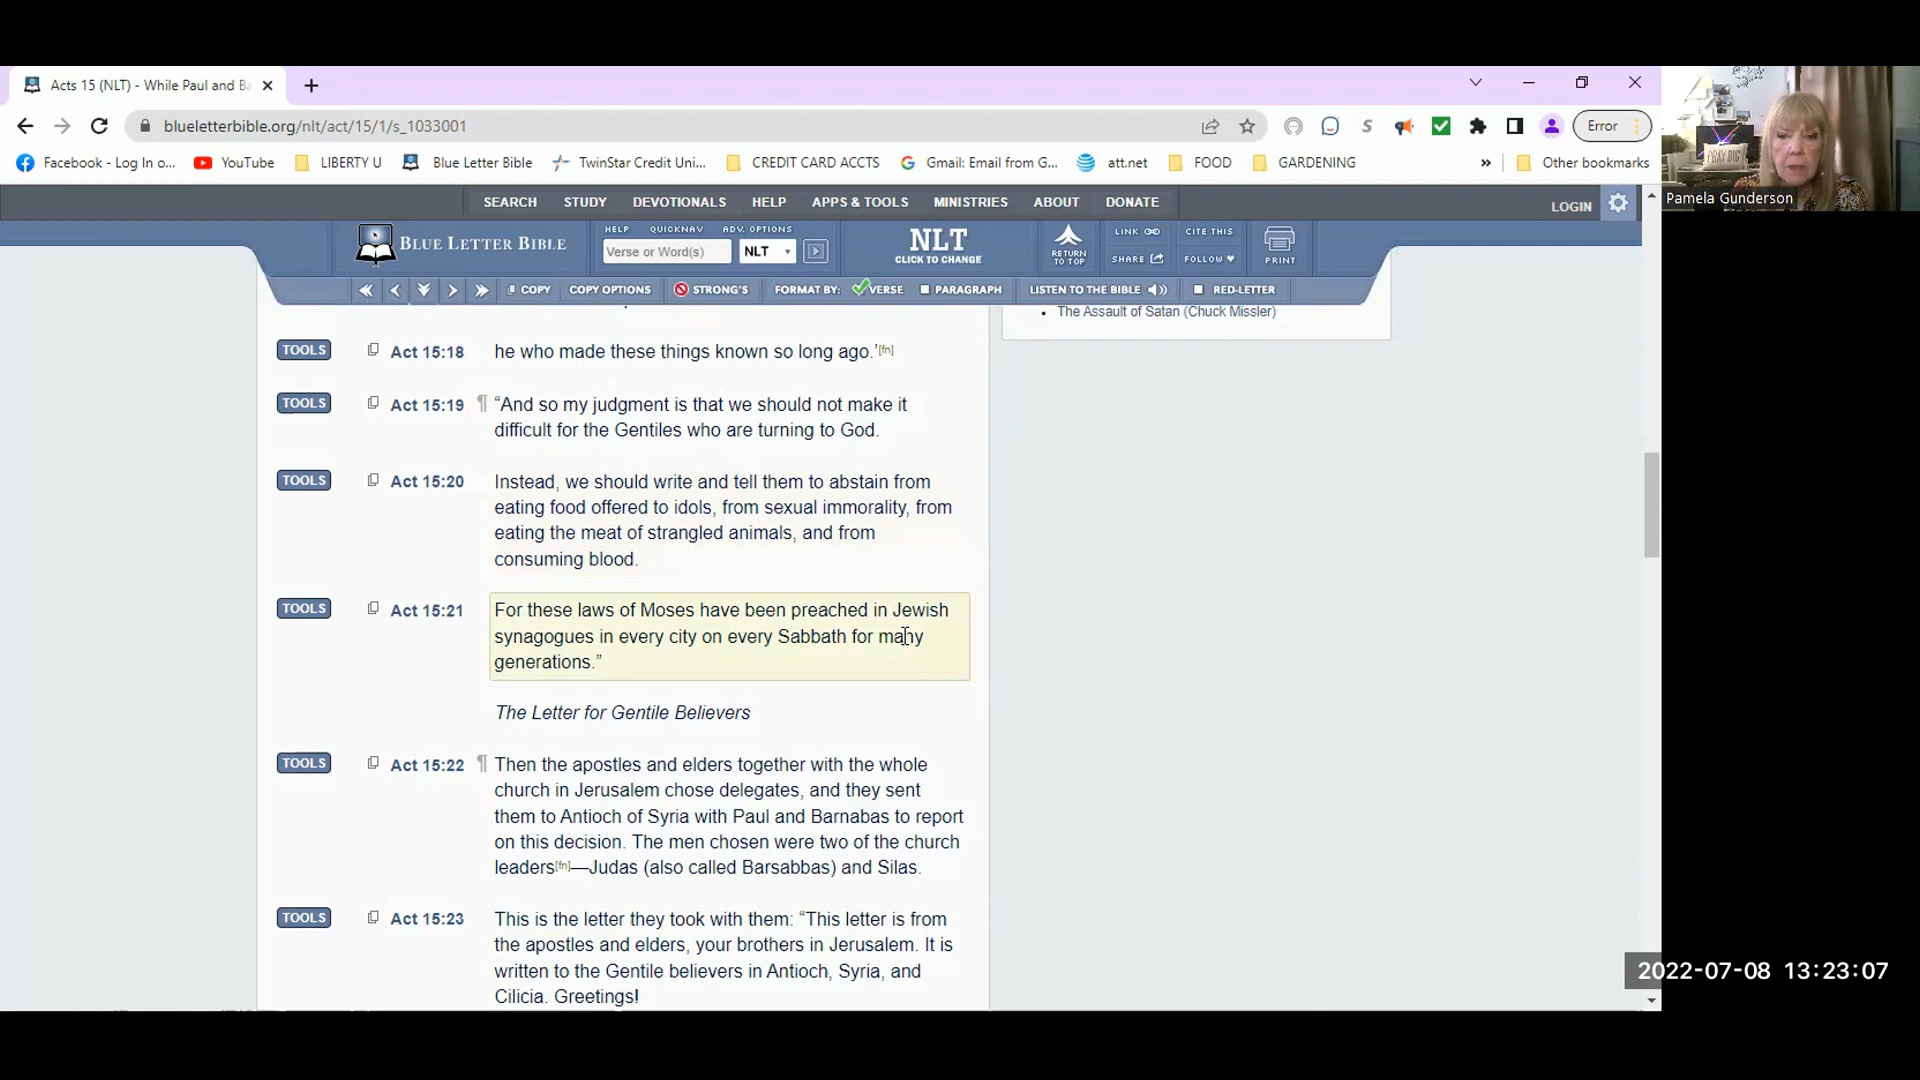 Acts 15 (NLT) - While Paul and Ba
blueletterbible.org/nlt/act/15/1/s_1033001
Error
Facebook - Log In o...
YouTube
LIBERTY U
Blue Letter Bible
TwinStar Credit Uni...
CREDIT CARD ACCTS
Gmail: Email from G...
att.net
FOOD
GARDENING
»
Other bookmarks
PRAY BIG
Pamela Gunderson
SEARCH STUDY DEVOTIONALS HELP APPS & TOOLS MINISTRIES ABOUT DONATE
LOGIN
BLUE LETTER BIBLE
HELP QUICKNAV ADV. OPTIONS
Verse or Word(s)
NLT
NLT
CLICK TO CHANGE
RETURN
TO TOP
LINK
SHARE
CITE THIS
FOLLOW
PRINT
COPY COPY OPTIONS STRONG'S FORMAT BY: VERSE PARAGRAPH LISTEN TO THE BIBLE RED-LETTER
• The Assault of Satan (Chuck Missler)
TOOLS Act 15:18 he who made these things known so long ago.’[fn]
TOOLS Act 15:19 ¶ “And so my judgment is that we should not make it
difficult for the Gentiles who are turning to God.
TOOLS Act 15:20 Instead, we should write and tell them to abstain from
eating food offered to idols, from sexual immorality, from
eating the meat of strangled animals, and from
consuming blood.
TOOLS Act 15:21 For these laws of Moses have been preached in Jewish
synagogues in every city on every Sabbath for many
generations.”
The Letter for Gentile Believers
TOOLS Act 15:22 ¶ Then the apostles and elders together with the whole
church in Jerusalem chose delegates, and they sent
them to Antioch of Syria with Paul and Barnabas to report
on this decision. The men chosen were two of the church
leaders[fn]—Judas (also called Barsabbas) and Silas.
TOOLS Act 15:23 This is the letter they took with them: “This letter is from
the apostles and elders, your brothers in Jerusalem. It is
written to the Gentile believers in Antioch, Syria, and
Cilicia. Greetings!
2022-07-08 13:23:07